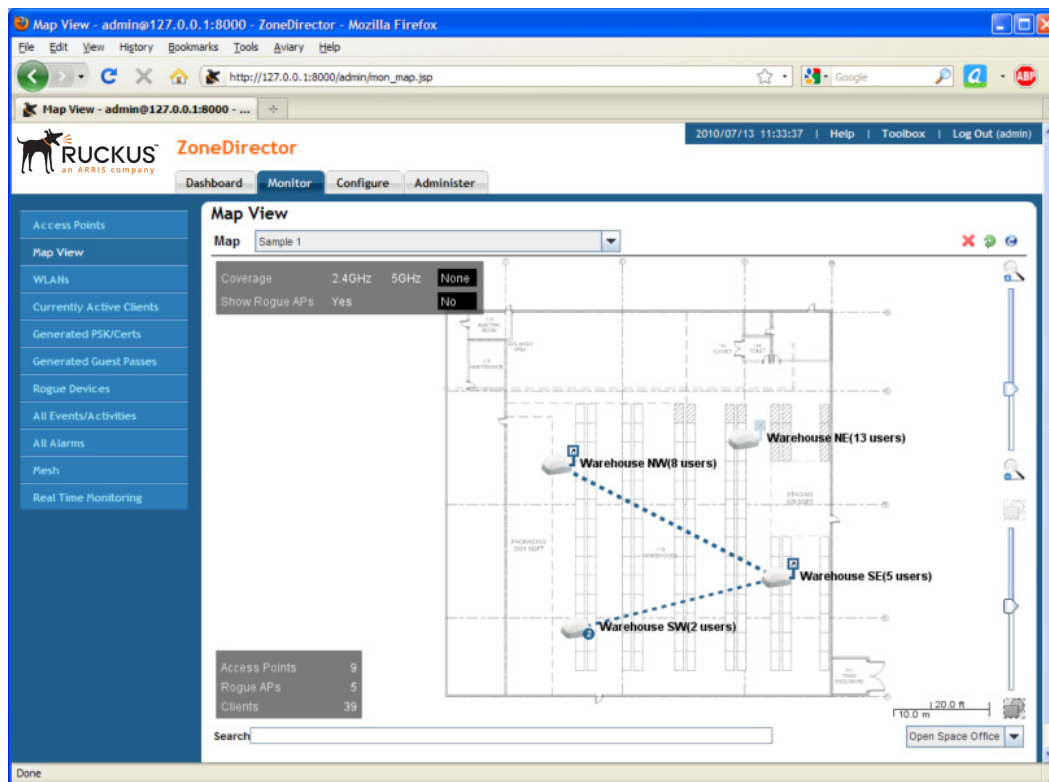 Map View - admin@127.0.0.1:8000 - ZoneDirector - Mozilla Firefox
File Edit View History Bookmarks Tools Aviary Help
http://127.0.0.1:8000/admin/mon_map.jsp
Google
ABP
Map View - admin@127.0.0.1:8000 - ...
2010/07/13 11:33:37 | Help | Toolbox | Log Out (admin)
RUCKUS
an ARRIS company
ZoneDirector
Dashboard Monitor Configure Administer
Access Points
Map View
WLANs
Currently Active Clients
Generated PSK/Certs
Generated Guest Passes
Rogue Devices
All Events/Activities
All Alarms
Mesh
Real Time Monitoring
Map View
Map Sample 1
Coverage 2.4GHz 5GHz None
Show Rogue APs Yes No
Warehouse NE(13 users)
Warehouse NW(8 users)
STAGING
PACKAGING
WAREHOUSE
Warehouse SE(5 users)
Warehouse SW(2 users)
2
Access Points 9
Rogue APs 5
Clients 39
20.0 ft
10.0 m
Search
Open Space Office
Done